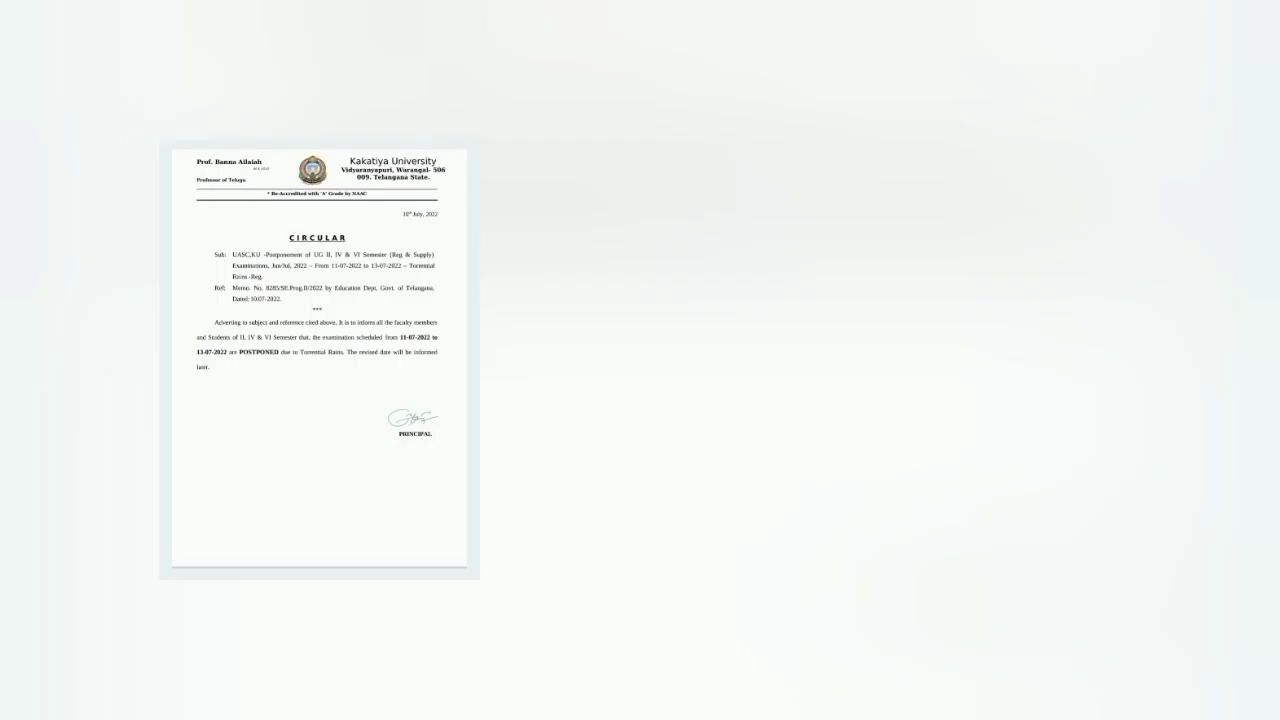 Prof. Banna Ailaiah
Professor of Telugu
Kakatiya University
Vidyaranyapuri, Warangal- 506
009. Telangana State.
* Re-Accredited with 'A' Grade by NAAC
10th July, 2022
CIRCULAR
Sub: UASC,KU -Postponement of UG II, IV & VI Semester (Reg & Supply)
Examinations, Jun/Jul, 2022 – From 11-07-2022 to 13-07-2022 – Torrential
Rains -Reg.
Ref: Memo. No. 8285/SE.Prog.II/2022 by Education Dept, Govt. of Telangana,
Dated:10.07-2022.
***
Adverting to subject and reference cited above, It is to inform all the faculty members
and Students of II, IV & VI Semester that, the examination scheduled from 11-07-2022 to
13-07-2022 are POSTPONED due to Torrential Rains. The revised date will be informed
later.
PRINCIPAL